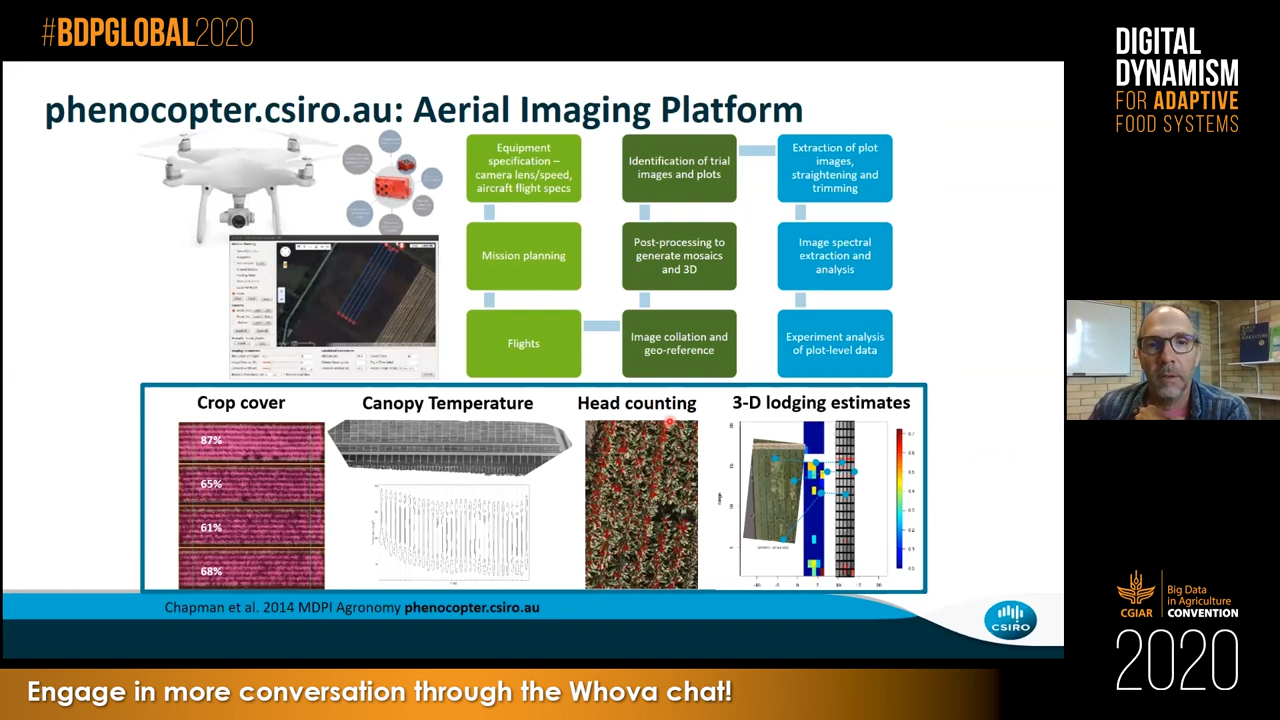 #BDPGLOBAL2020
DIGITAL
DYNAMISM
FOR ADAPTIVE
FOOD SYSTEMS
phenocopter.csiro.au: Aerial Imaging Platform
Equipment
specification –
camera lens/speed,
aircraft flight specs
Mission planning
Flights
Identification of trial
images and plots
Post-processing to
generate mosaics
and 3D
Image collation and
geo-reference
Extraction of plot
images,
straightening and
trimming
Image spectral
extraction and
analysis
Experiment analysis
of plot-level data
Crop cover
87%
65%
61%
68%
Canopy Temperature
Head counting
3-D lodging estimates
Chapman et al. 2014 MDPI Agronomy phenocopter.csiro.au
CSIRO
CGIAR
Big Data
in Agriculture
CONVENTION
2020
Engage in more conversation through the Whova chat!